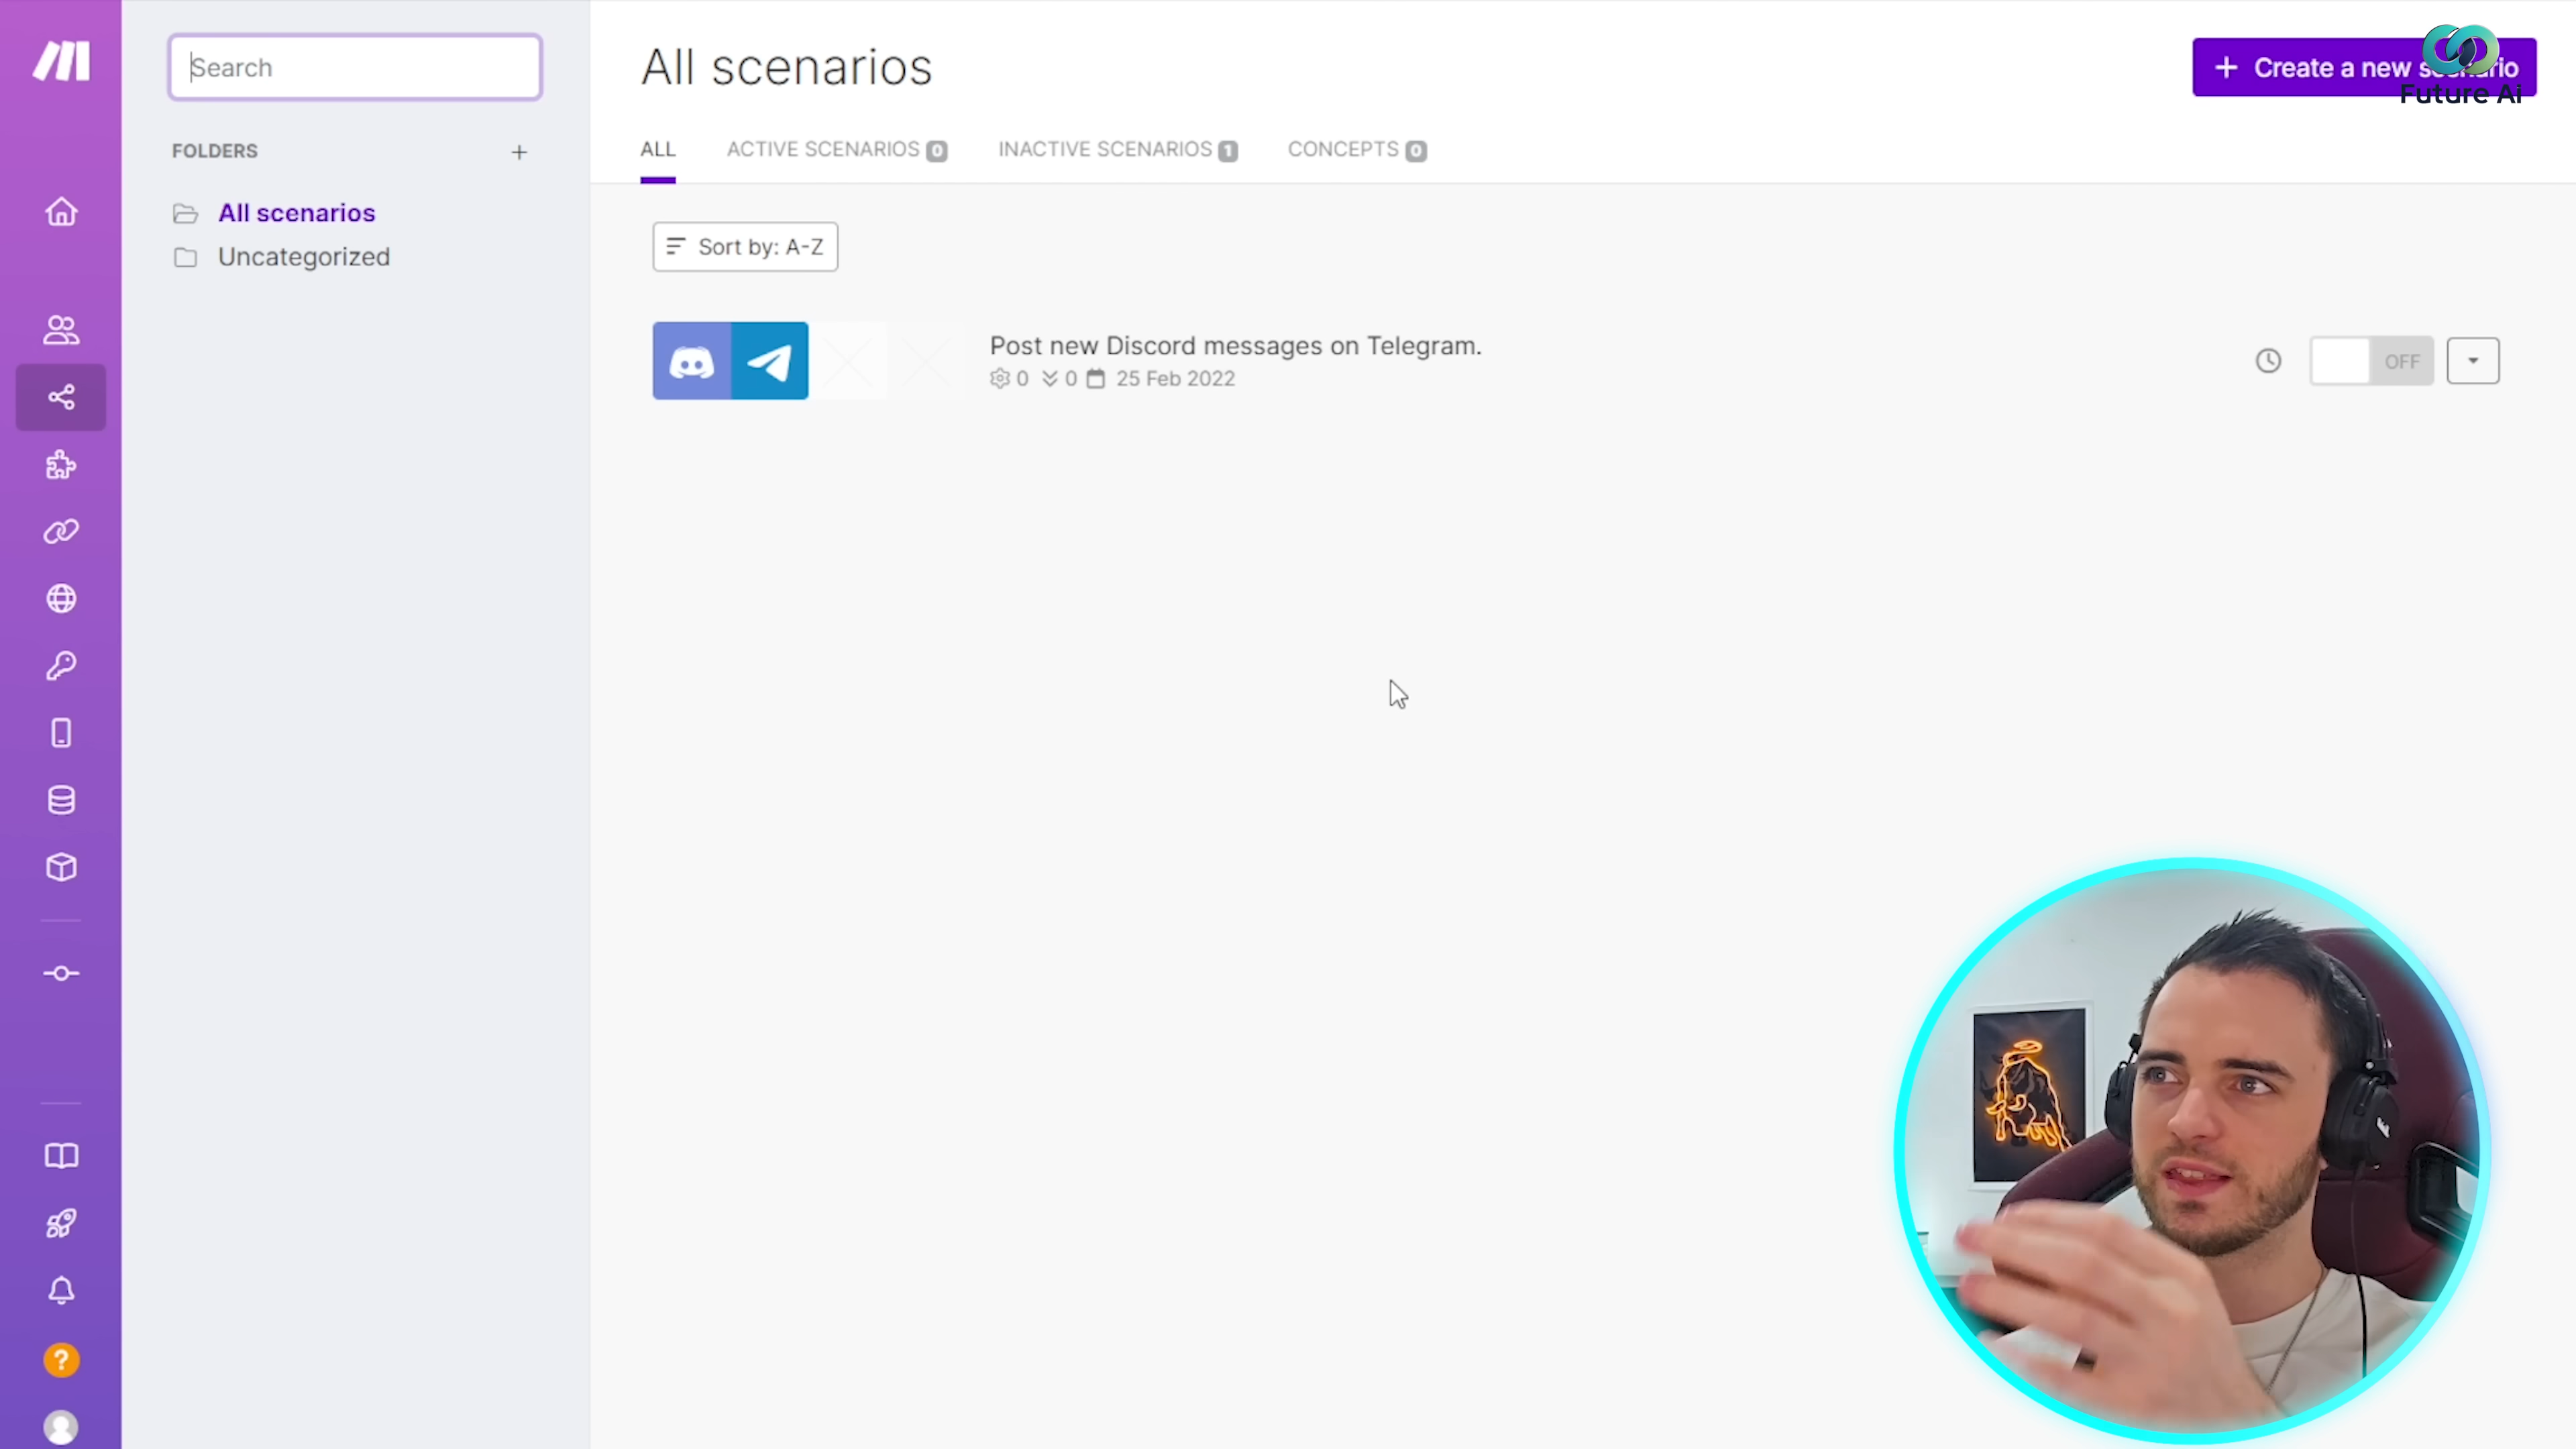 Search
FOLDERS
All scenarios
Uncategorized
All scenarios
+ Create a new scenario
Future Ai
ALL
ACTIVE SCENARIOS 0
INACTIVE SCENARIOS 1
CONCEPTS 0
Sort by: A-Z
Post new Discord messages on Telegram.
0 0 25 Feb 2022
OFF
?